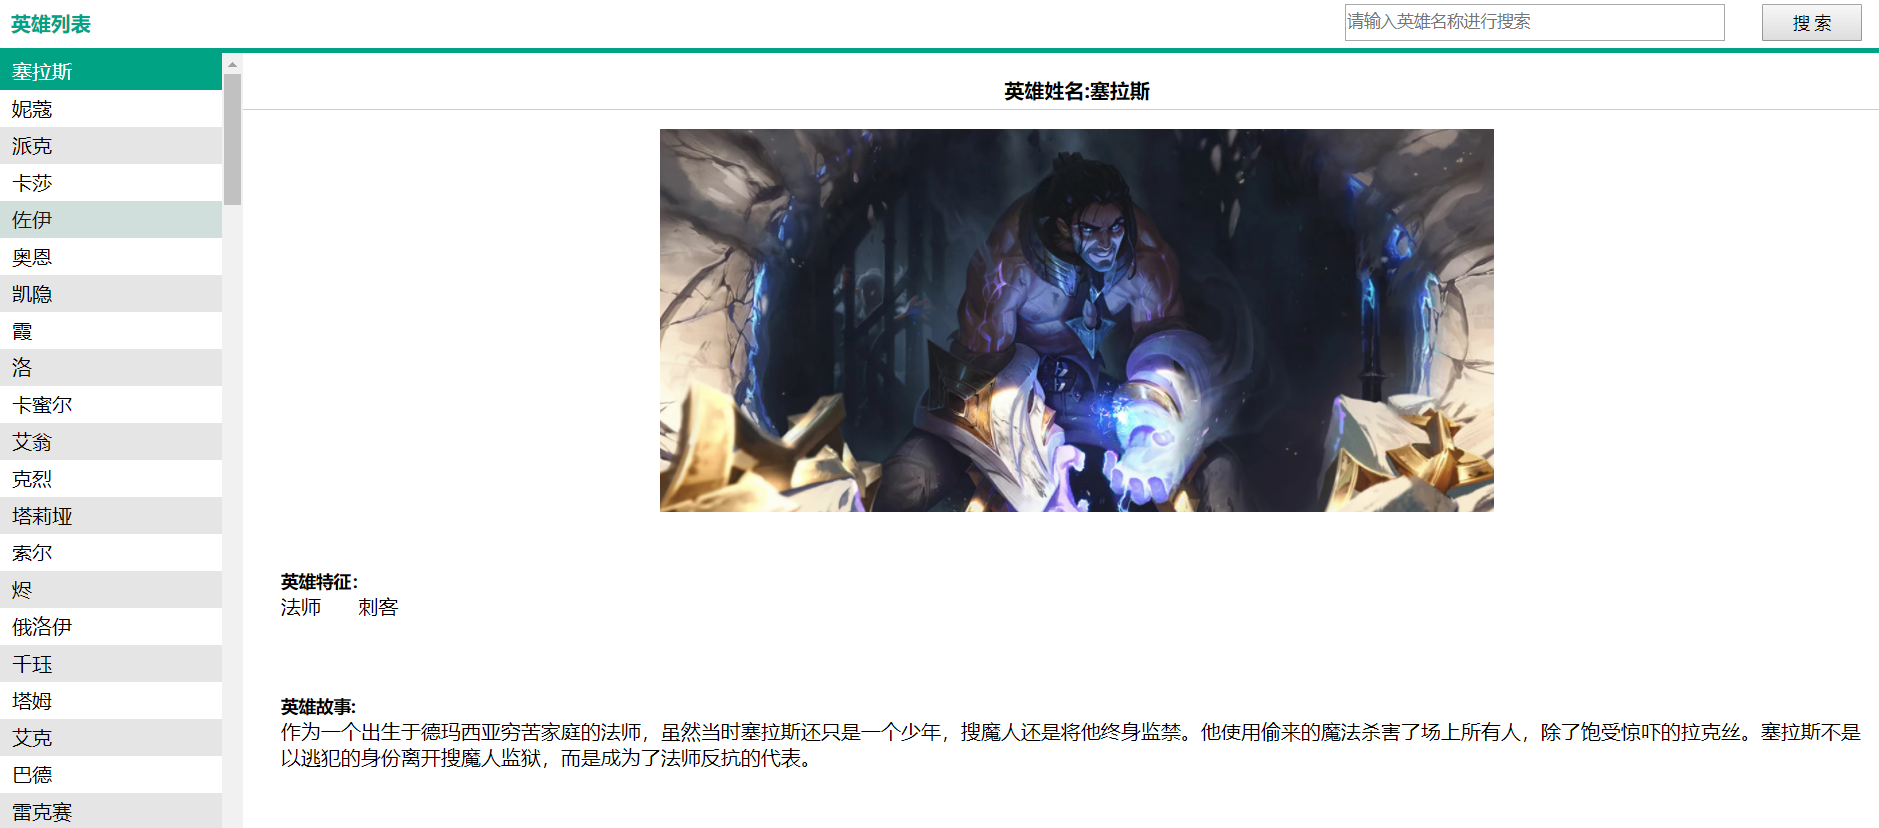 英雄列表
请输入英雄名称进行搜索
搜 索
塞拉斯
妮蔻
派克
卡莎
佐伊
奥恩
凯隐
霞
洛
卡蜜尔
艾翁
克烈
塔莉垭
索尔
烬
俄洛伊
千珏
塔姆
艾克
巴德
雷克赛
英雄姓名:塞拉斯
英雄特征：
法师 刺客
英雄故事:
作为一个出生于德玛西亚穷苦家庭的法师，虽然当时塞拉斯还只是一个少年，搜魔人还是将他终身监禁。他使用偷来的魔法杀害了场上所有人，除了饱受惊吓的拉克丝。塞拉斯不是
以逃犯的身份离开搜魔人监狱，而是成为了法师反抗的代表。